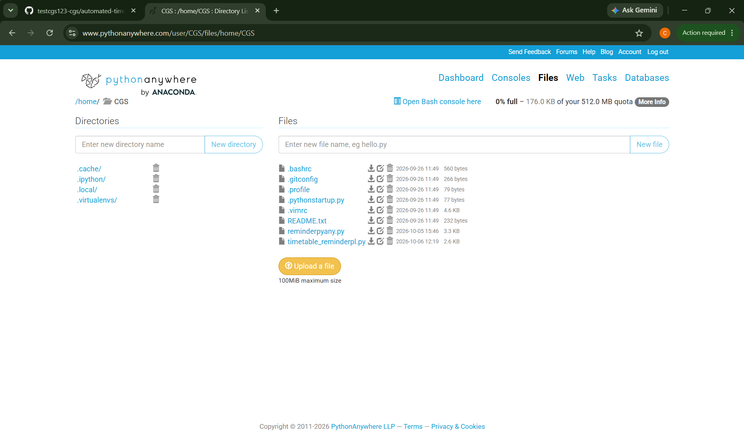 testcgs123-cgs/automated-tim
CGS : /home/CGS : Directory Lis
Ask Gemini
www.pythonanywhere.com/user/CGS/files/home/CGS
C
Action required
Send Feedback Forums Help Blog Account Log out
pythonanywhere
by ANACONDA.
Dashboard Consoles Files Web Tasks Databases
/home/ CGS
Open Bash console here
0% full – 176.0 KB of your 512.0 MB quota More Info
Directories
Enter new directory name New directory
.cache/
.ipython/
.local/
.virtualenvs/
Files
Enter new file name, eg hello.py New file
.bashrc 2026-09-26 11:49 560 bytes
.gitconfig 2026-09-26 11:49 266 bytes
.profile 2026-09-26 11:49 79 bytes
.pythonstartup.py 2026-09-26 11:49 77 bytes
.vimrc 2026-09-26 11:49 4.6 KB
README.txt 2026-09-26 11:49 232 bytes
reminderpyany.py 2026-10-03 15:46 3.3 KB
timetable_reminderpl.py 2026-10-06 12:19 2.6 KB
Upload a file
100MiB maximum size
Copyright © 2011-2026 PythonAnywhere LLP — Terms — Privacy & Cookies